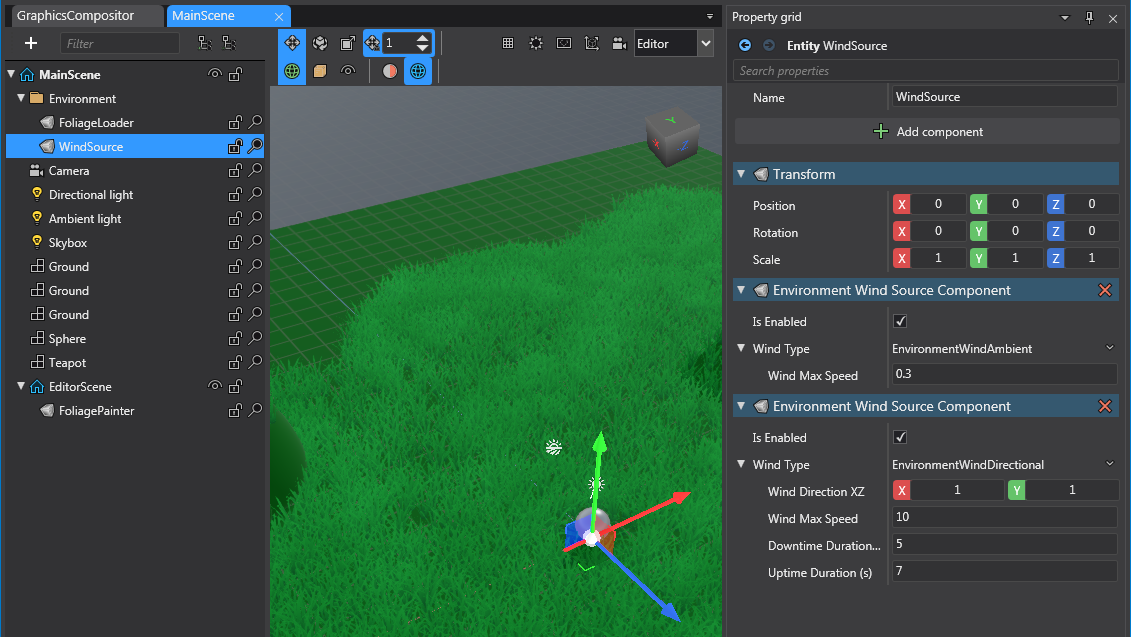 GraphicsCompositor
MainScene
Filter
MainScene
Environment
FoliageLoader
WindSource
Camera
Directional light
Ambient light
Skybox
Ground
Ground
Ground
Sphere
Teapot
EditorScene
FoliagePainter
1
Editor
Y
X
Z
Property grid
Entity WindSource
Search properties
Name WindSource
Add component
Transform
Position X 0 Y 0 Z 0
Rotation X 0 Y 0 Z 0
Scale X 1 Y 1 Z 1
Environment Wind Source Component
Is Enabled
Wind Type EnvironmentWindAmbient
Wind Max Speed 0.3
Environment Wind Source Component
Is Enabled
Wind Type EnvironmentWindDirectional
Wind Direction XZ X 1 Y 1
Wind Max Speed 10
Downtime Duration... 5
Uptime Duration (s) 7